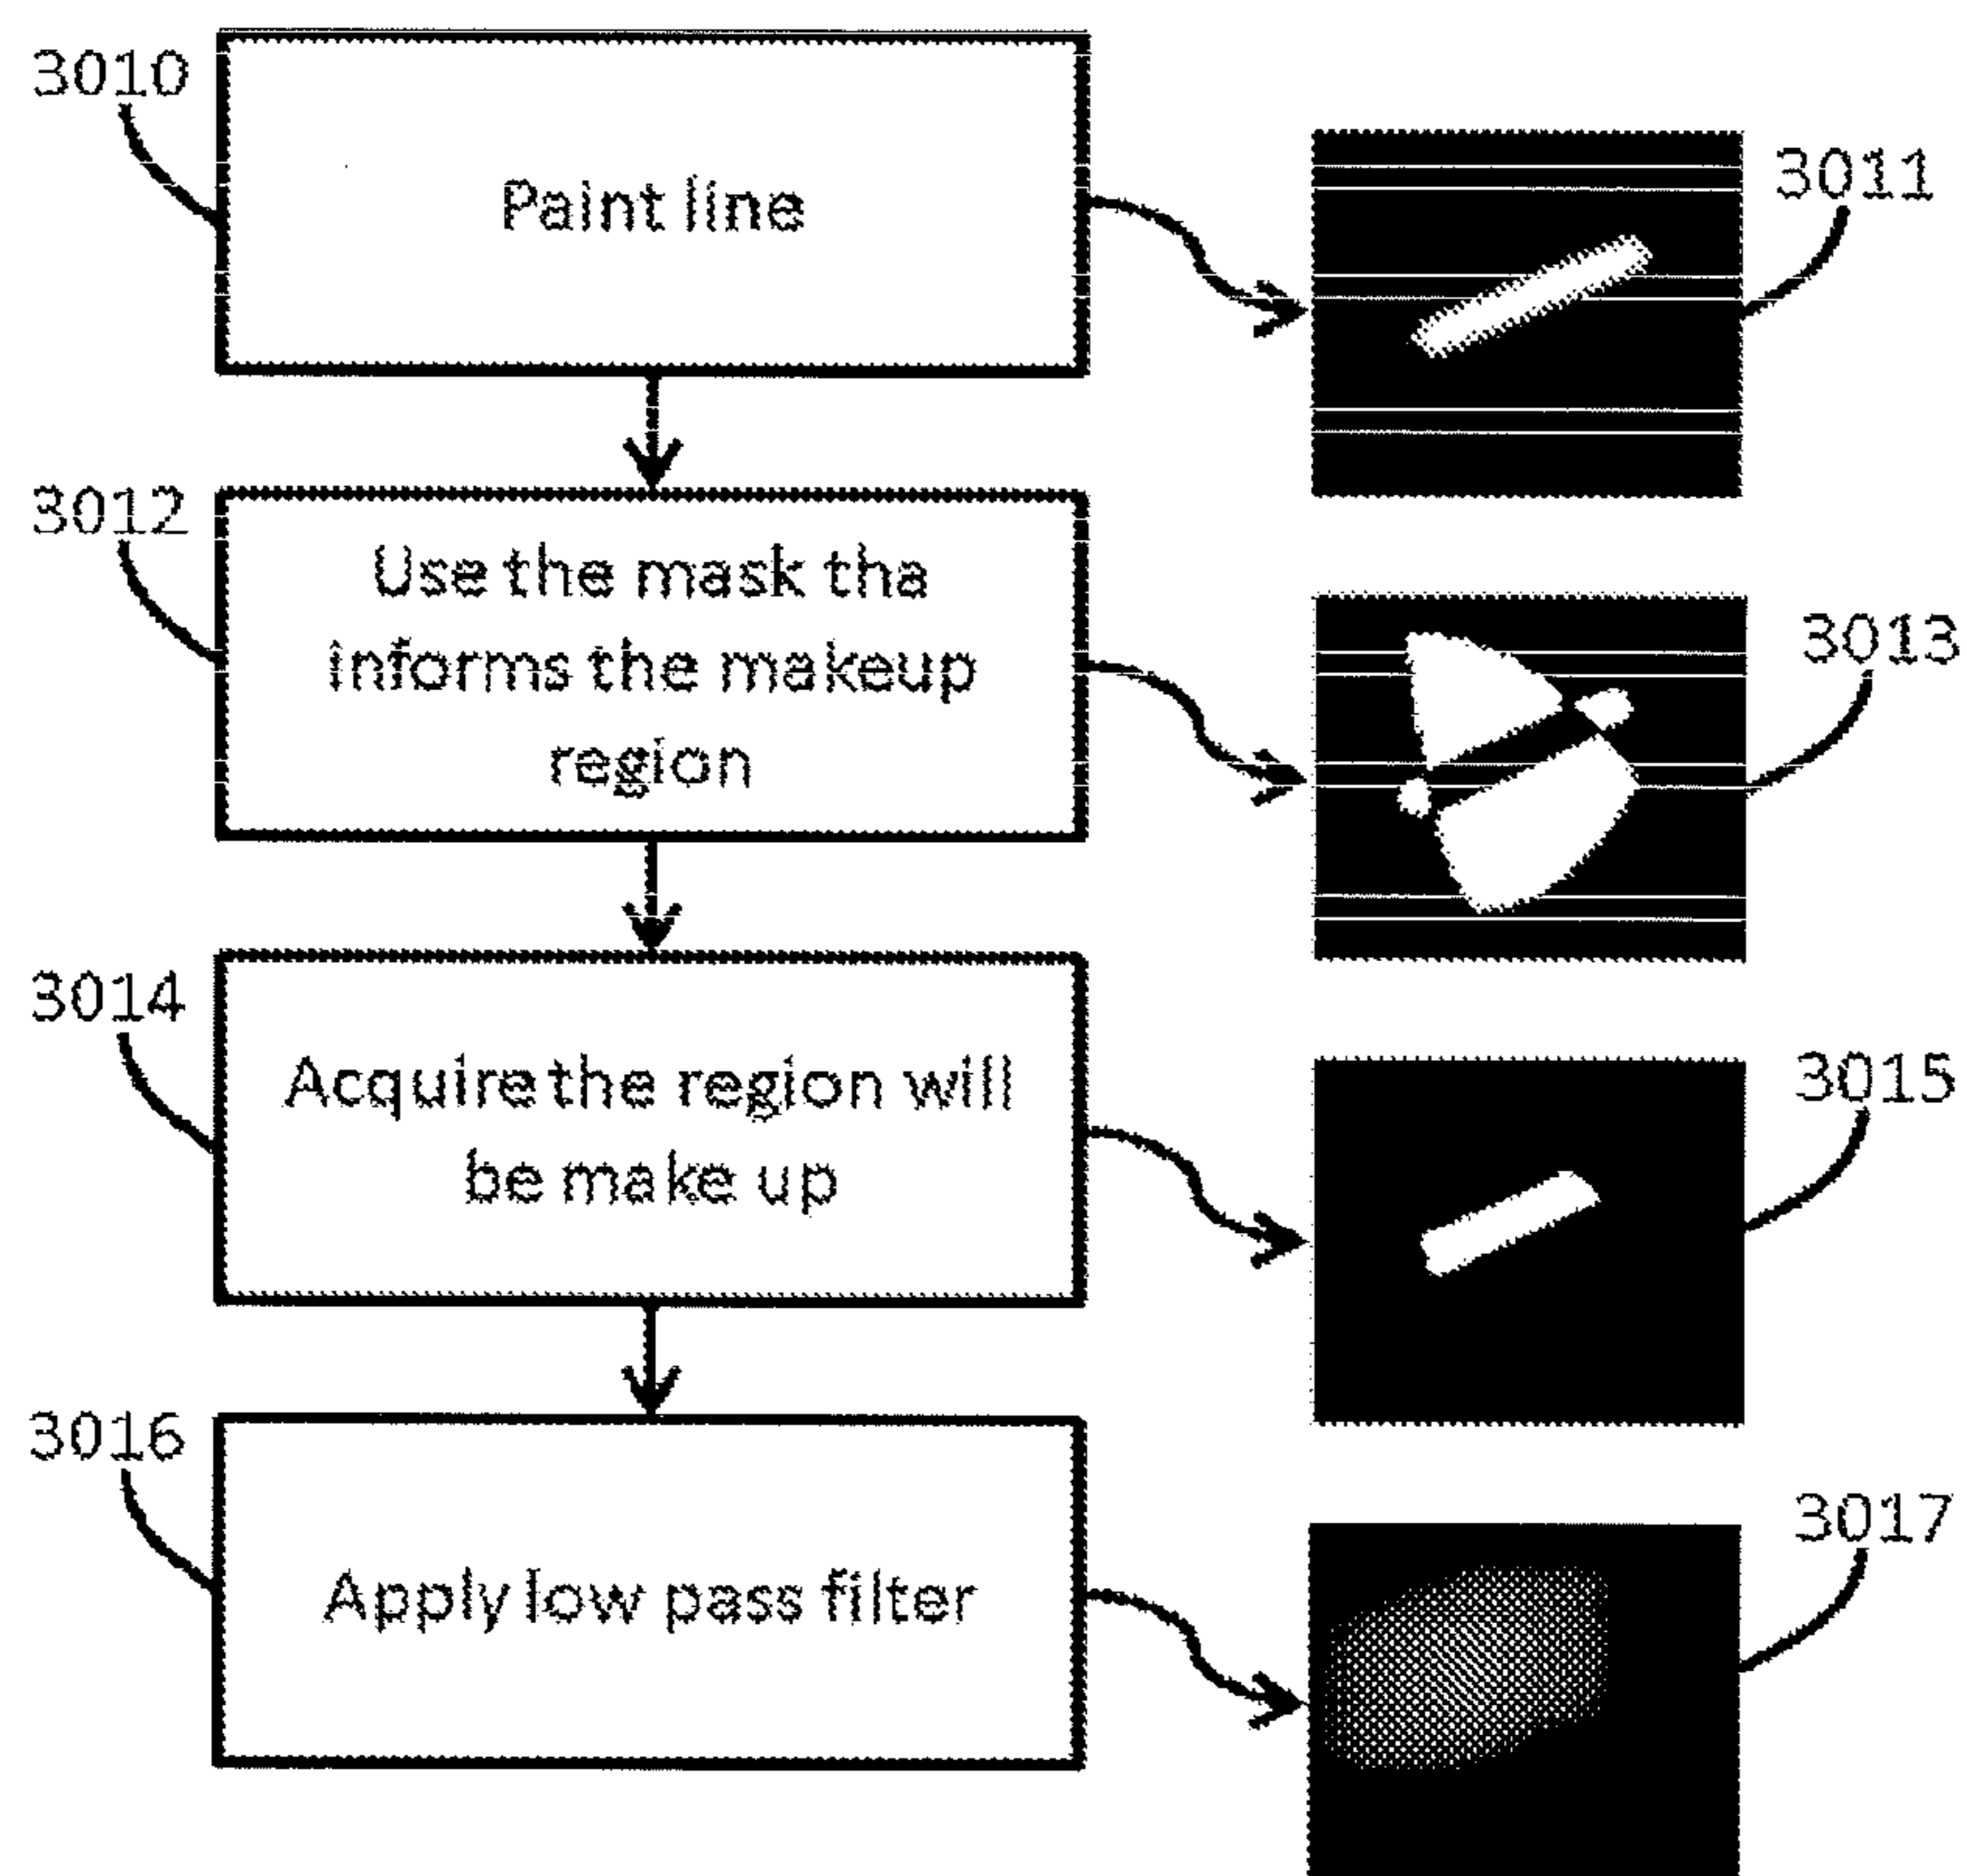 3010
Paint line
3011
3012
Use the mask tha
informs the makeup
region
3013
3014
Acquire the region will
be make up
3015
3016
Apply low pass filter
3017